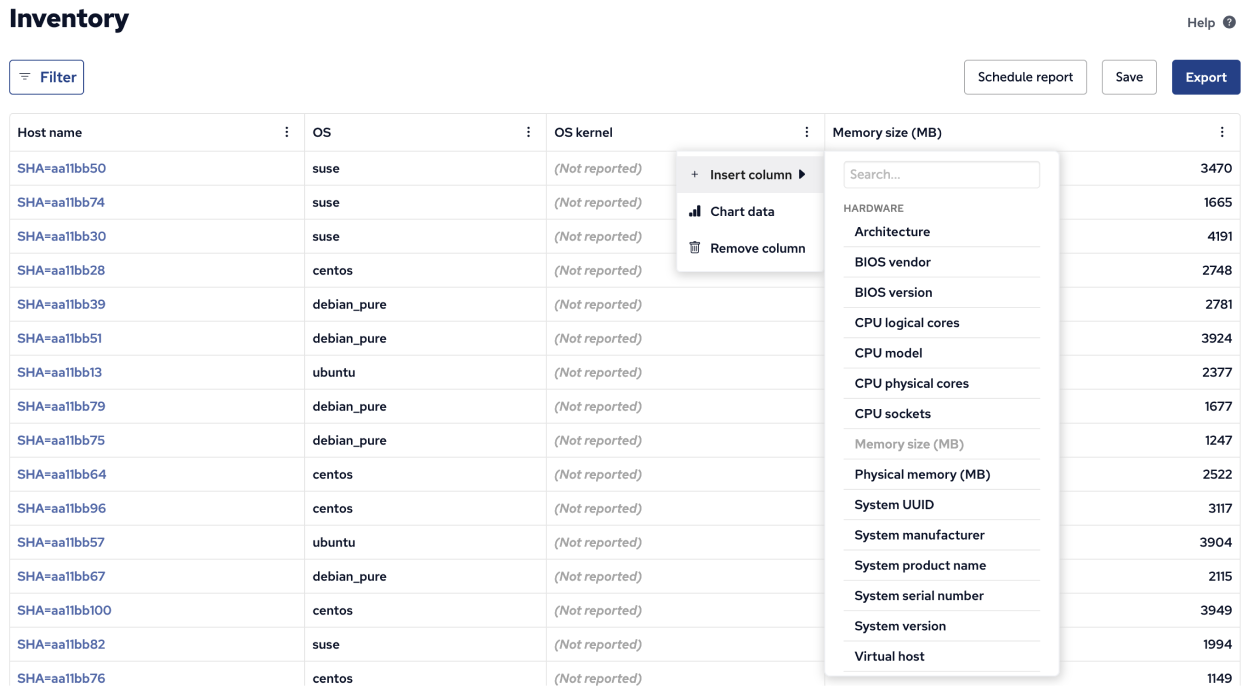 Inventory
Help ?
Filter
Schedule report Save Export
Host name OS OS kernel Memory size (MB)
SHA=aa11bb50 suse (Not reported) 3470
SHA=aa11bb74 suse (Not reported) 1665
SHA=aa11bb30 suse (Not reported) 4191
SHA=aa11bb28 centos (Not reported) 2748
SHA=aa11bb39 debian_pure (Not reported) 2781
SHA=aa11bb51 debian_pure (Not reported) 3924
SHA=aa11bb13 ubuntu (Not reported) 2377
SHA=aa11bb79 debian_pure (Not reported) 1677
SHA=aa11bb75 debian_pure (Not reported) 1247
SHA=aa11bb64 centos (Not reported) 2522
SHA=aa11bb96 centos (Not reported) 3117
SHA=aa11bb57 ubuntu (Not reported) 3904
SHA=aa11bb67 debian_pure (Not reported) 2115
SHA=aa11bb100 centos (Not reported) 3949
SHA=aa11bb82 suse (Not reported) 1994
SHA=aa11bb76 centos (Not reported) 1149
+ Insert column
Chart data
Remove column
Search...
HARDWARE
Architecture
BIOS vendor
BIOS version
CPU logical cores
CPU model
CPU physical cores
CPU sockets
Memory size (MB)
Physical memory (MB)
System UUID
System manufacturer
System product name
System serial number
System version
Virtual host